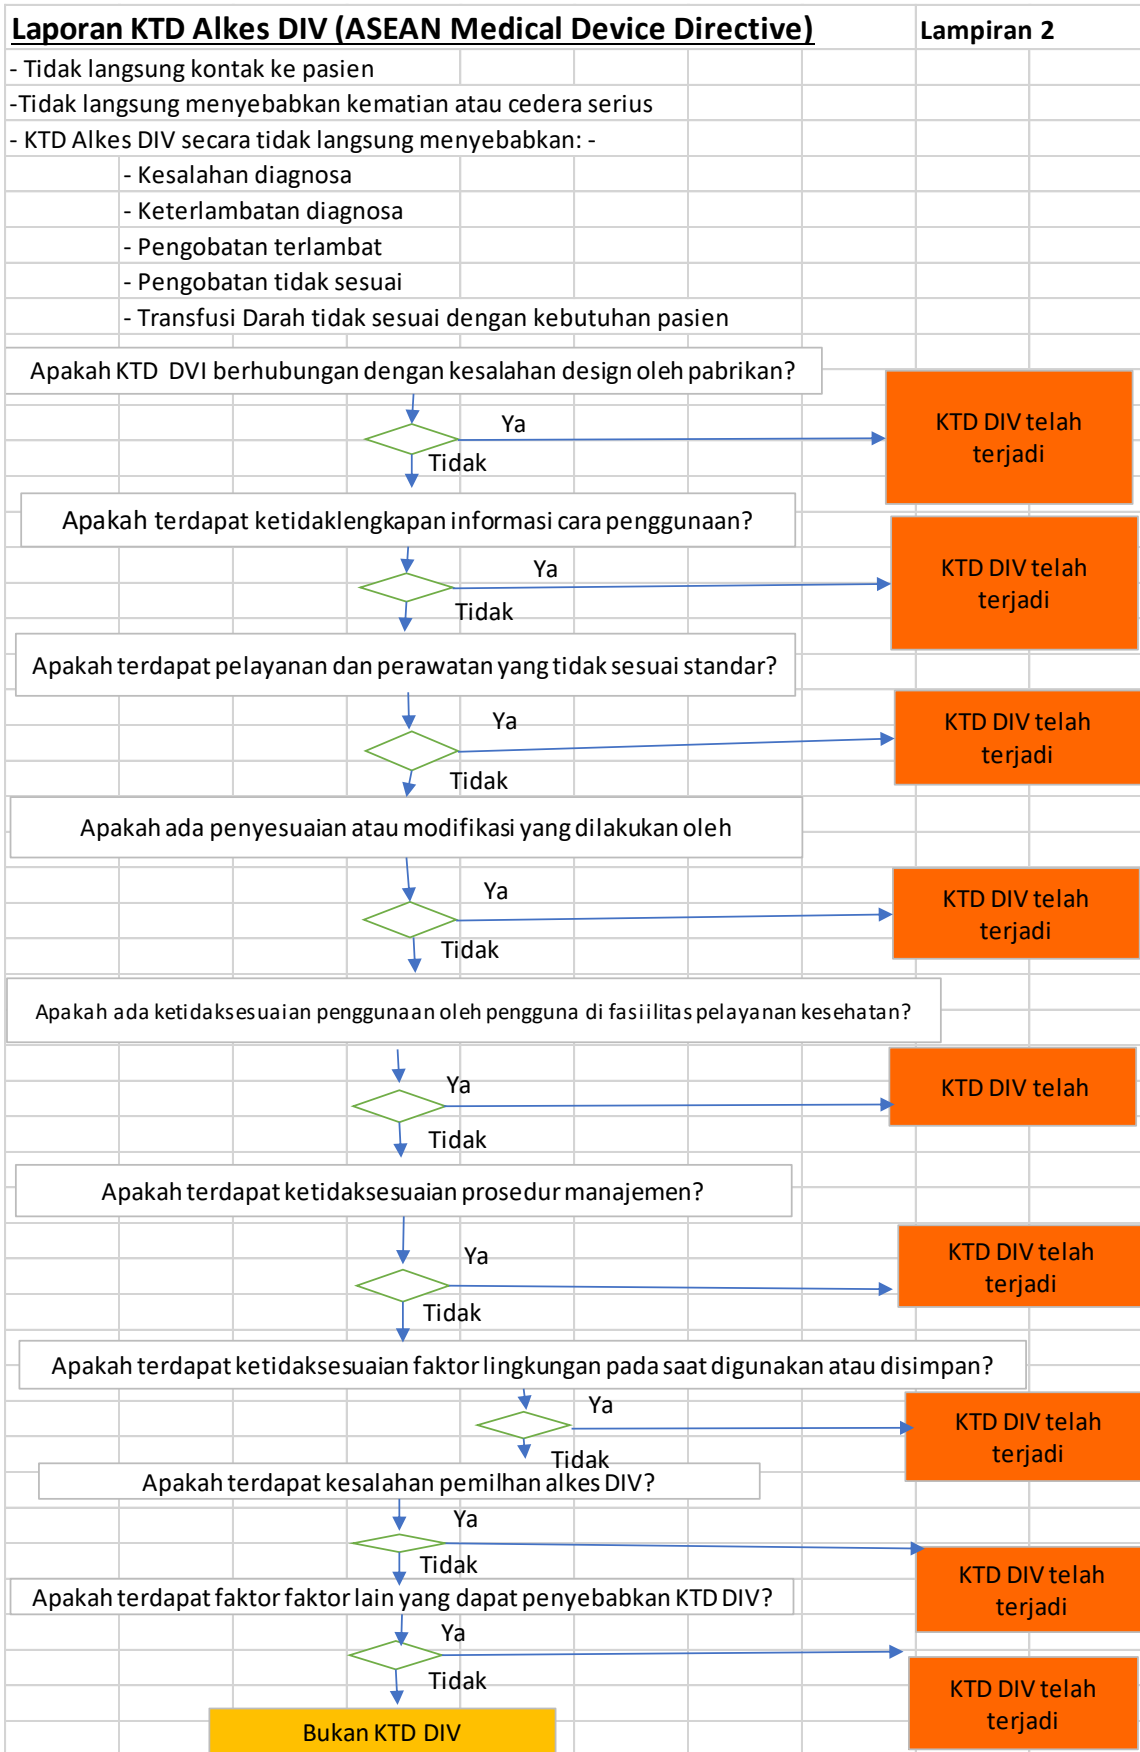 Laporan KTD Alkes DIV (ASEAN Medical Device Directive)
Lampiran 2
- Tidak langsung kontak ke pasien
-Tidak langsung menyebabkan kematian atau cedera serius
- KTD Alkes DIV secara tidak langsung menyebabkan: -
- Kesalahan diagnosa
- Keterlambatan diagnosa
- Pengobatan terlambat
- Pengobatan tidak sesuai
- Transfusi Darah tidak sesuai dengan kebutuhan pasien
Apakah KTD DVI berhubungan dengan kesalahan design oleh pabrikan?
Ya
KTD DIV telah
terjadi
Tidak
Apakah terdapat ketidaklengkapan informasi cara penggunaan?
Ya
KTD DIV telah
terjadi
Tidak
Apakah terdapat pelayanan dan perawatan yang tidak sesuai standar?
Ya
KTD DIV telah
terjadi
Tidak
Apakah ada penyesuaian atau modifikasi yang dilakukan oleh
Ya
KTD DIV telah
terjadi
Tidak
Apakah ada ketidaksesuaian penggunaan oleh pengguna di fasiilitas pelayanan kesehatan?
Ya
KTD DIV telah
Tidak
Apakah terdapat ketidaksesuaian prosedur manajemen?
Ya
KTD DIV telah
terjadi
Tidak
Apakah terdapat ketidaksesuaian faktor lingkungan pada saat digunakan atau disimpan?
Ya
KTD DIV telah
terjadi
Tidak
Apakah terdapat kesalahan pemilhan alkes DIV?
Ya
KTD DIV telah
terjadi
Tidak
Apakah terdapat faktor faktor lain yang dapat penyebabkan KTD DIV?
Ya
KTD DIV telah
terjadi
Tidak
Bukan KTD DIV